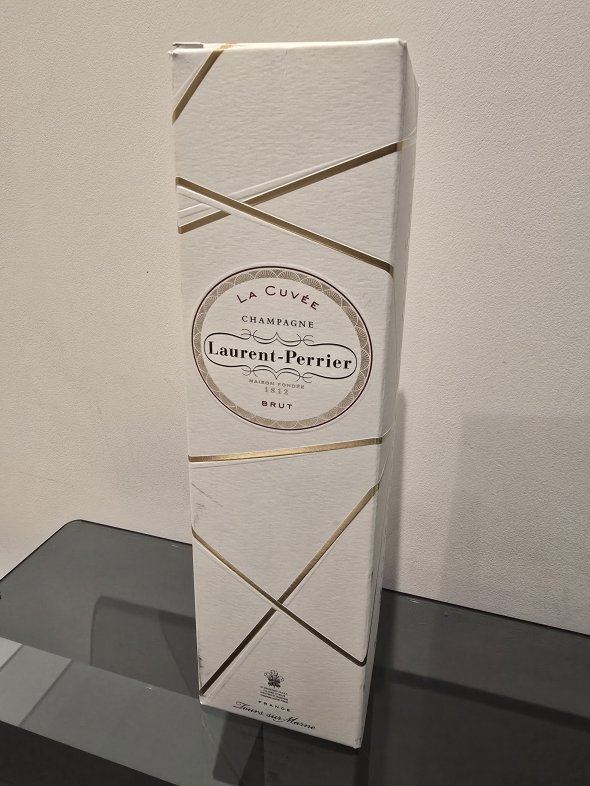 La Cuvée
CHAMPAGNE
Laurent-Perrier
MAISON FONDÉE
1812
BRUT
FRANCE
Tours-sur-Marne